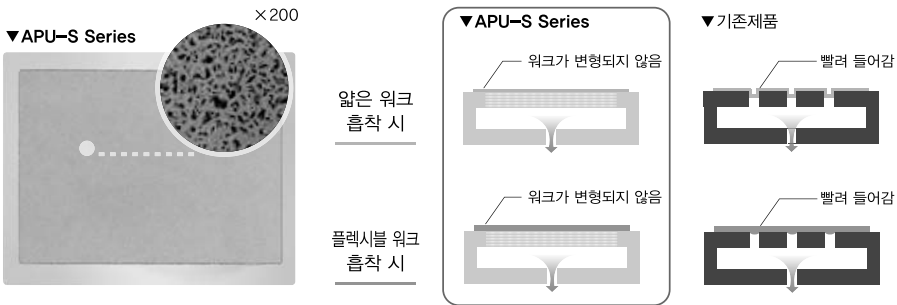 ×200
▼APU−S Series
얇은 워크
흡착 시
플렉시블 워크
흡착 시
▼APU−S Series
워크가 변형되지 않음
워크가 변형되지 않음
▼기존제품
빨려 들어감
빨려 들어감